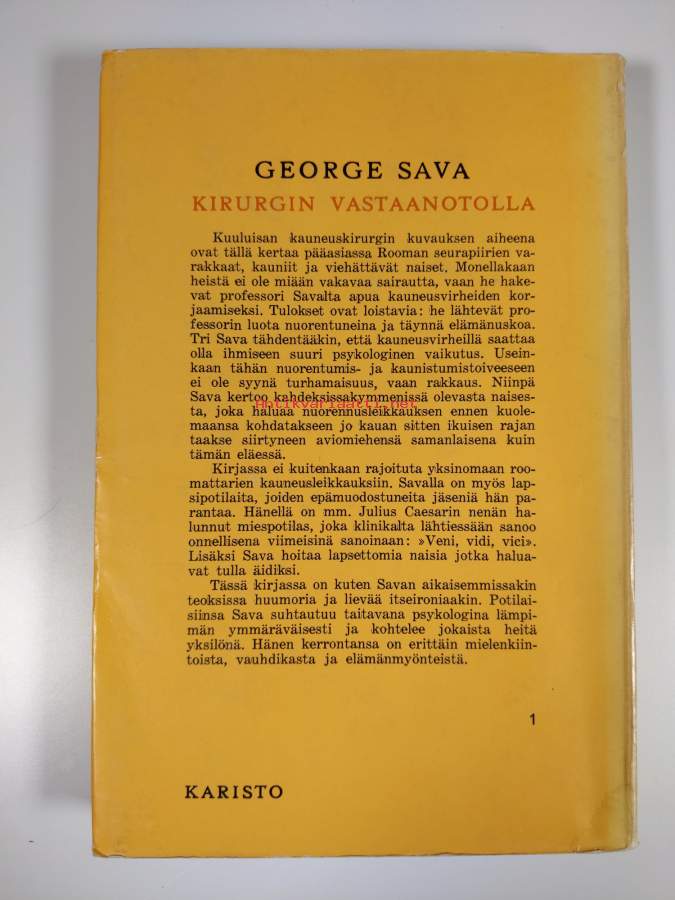 GEORGE SAVA
KIRURGIN VASTAANOTOLLA
Kuuluisan kauneuskirurgin kuvauksen aiheena
ovat tällä kertaa pääasiassa Rooman seurapiirien va-
rakkaat, kauniit ja viehättävät naiset. Monellakaan
heistä ei ole miään vakavaa sairautta, vaan he hake-
vat professori Savalta apua kauneusvirheiden kor-
jaamiseksi. Tulokset ovat loistavia: he lähtevät pro-
fessorin luota nuorentuneina ja täynnä elämänuskoa.
Tri Sava tähdentääkin, että kauneusvirheillä saattaa
olla ihmiseen suuri psykologinen vaikutus. Usein-
kaan tähän nuorentumis- ja kaunistumistoiveeseen
ei ole syynä turhamaisuus, vaan rakkaus. Niinpä
Sava kertoo kahdeksissakymmenissä olevasta naises-
Antikvariaatti.net
ta, joka haluaa nuorennusleikkauksen ennen kuole-
maansa kohdatakseen jo kauan sitten ikuisen rajan
taakse siirtyneen aviomiehensä samanlaisena kuin
tämän eläessä.
Kirjassa ei kuitenkaan rajoituta yksinomaan roo-
mattarien kauneusleikkauksiin. Savalla on myös lap-
sipotilaita, joiden epämuodostuneita jäseniä hän pa-
rantaa. Hänellä on mm. Julius Caesarin nenän ha-
lunnut miespotilas, joka klinikalta lähtiessään sanoo
onnellisena viimeisinä sanoinaan: »Veni, vidi, vici».
Lisäksi Sava hoitaa lapsettomia naisia jotka halua-
vat tulla äidiksi.
Tässä kirjassa on kuten Savan aikaisemmissakin
teoksissa huumoria ja lievää itseironiaakin. Potilai-
siinsa Sava suhtautuu taitavana psykologina lämpi-
män ymmäräväisesti ja kohtelee jokaista heitä
yksilönä. Hänen kerrontansa on erittäin mielenkiin-
toista, vauhdikasta ja elämänmyönteistä.
1
KARISTO